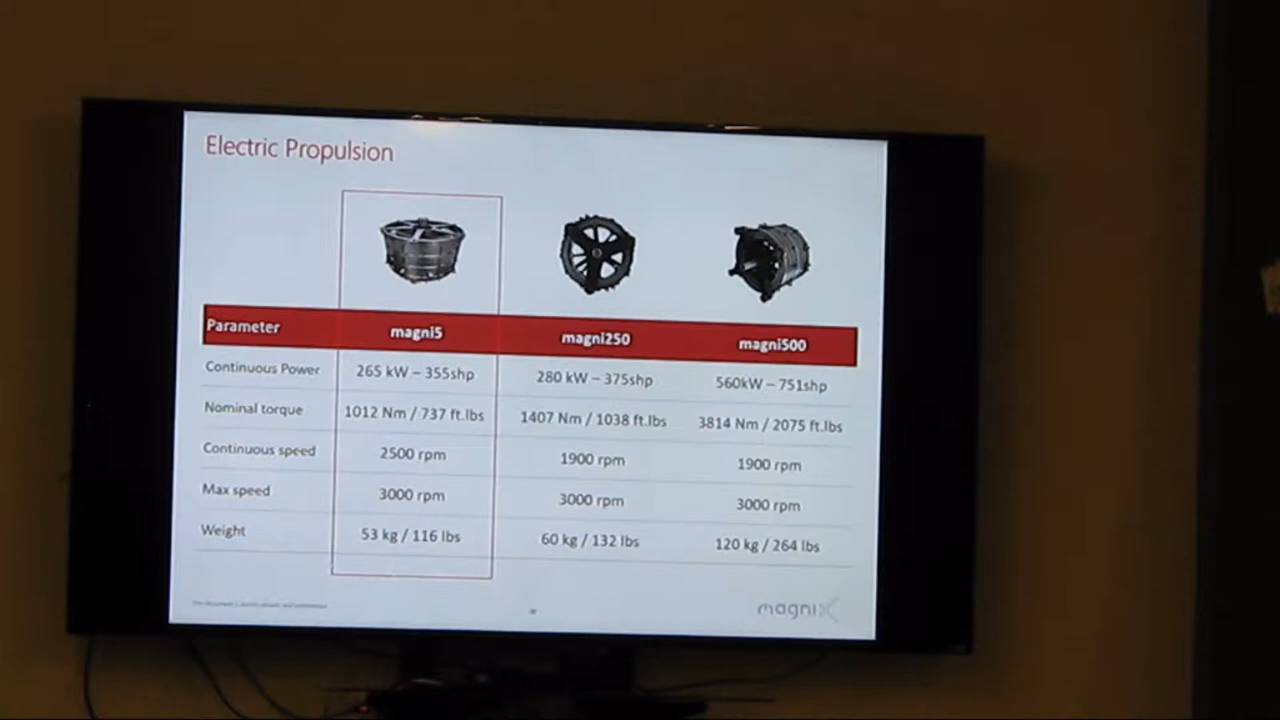 Electric Propulsion
Parameter magni5 magni250 magni500
Continuous Power 265 kW – 355shp 280 kW – 375shp 560kW – 751shp
Nominal torque 1012 Nm / 737 ft.lbs 1407 Nm / 1038 ft.lbs 3814 Nm / 2075 ft.lbs
Continuous speed 2500 rpm 1900 rpm 1900 rpm
Max speed 3000 rpm 3000 rpm 3000 rpm
Weight 53 kg / 116 lbs 60 kg / 132 lbs 120 kg / 264 lbs
magniX